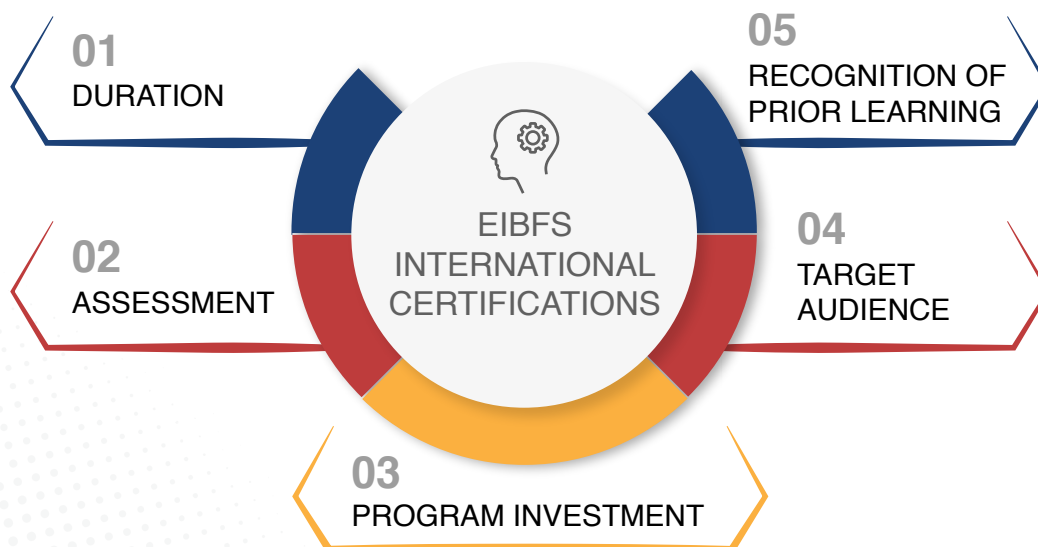 01
DURATION
02
ASSESSMENT
03
PROGRAM INVESTMENT
04
TARGET
AUDIENCE
05
RECOGNITION OF
PRIOR LEARNING
EIBFS
INTERNATIONAL
CERTIFICATIONS